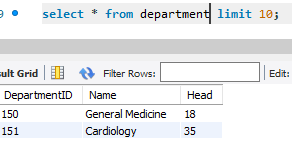 select * from department limit 10;
Result Grid Filter Rows: Edit:
DepartmentID Name Head
150 General Medicine 18
151 Cardiology 35